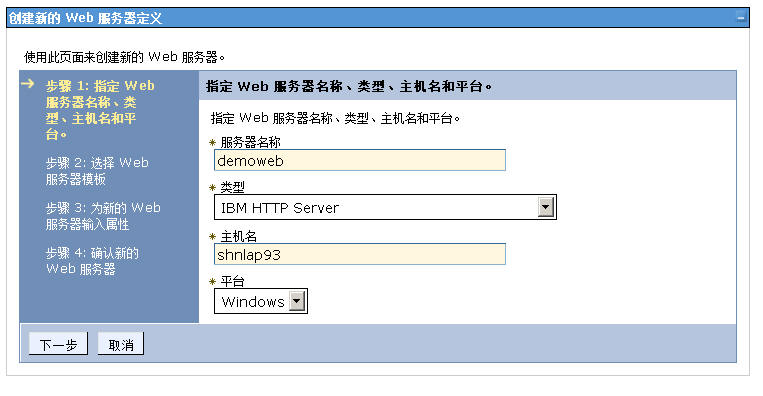 创建新的 Web 服务器定义
使用此页面来创建新的 Web 服务器。
步骤 1: 指定 Web
服务器名称、类
型、主机名和平
台。
步骤 2: 选择 Web
服务器模板
步骤 3: 为新的 Web
服务器输入属性
步骤 4: 确认新的
Web 服务器
指定 Web 服务器名称、类型、主机名和平台。
指定 Web 服务器名称、类型、主机名和平台。
* 服务器名称
demoweb
* 类型
IBM HTTP Server
* 主机名
shnlap93
* 平台
Windows
下一步 取消